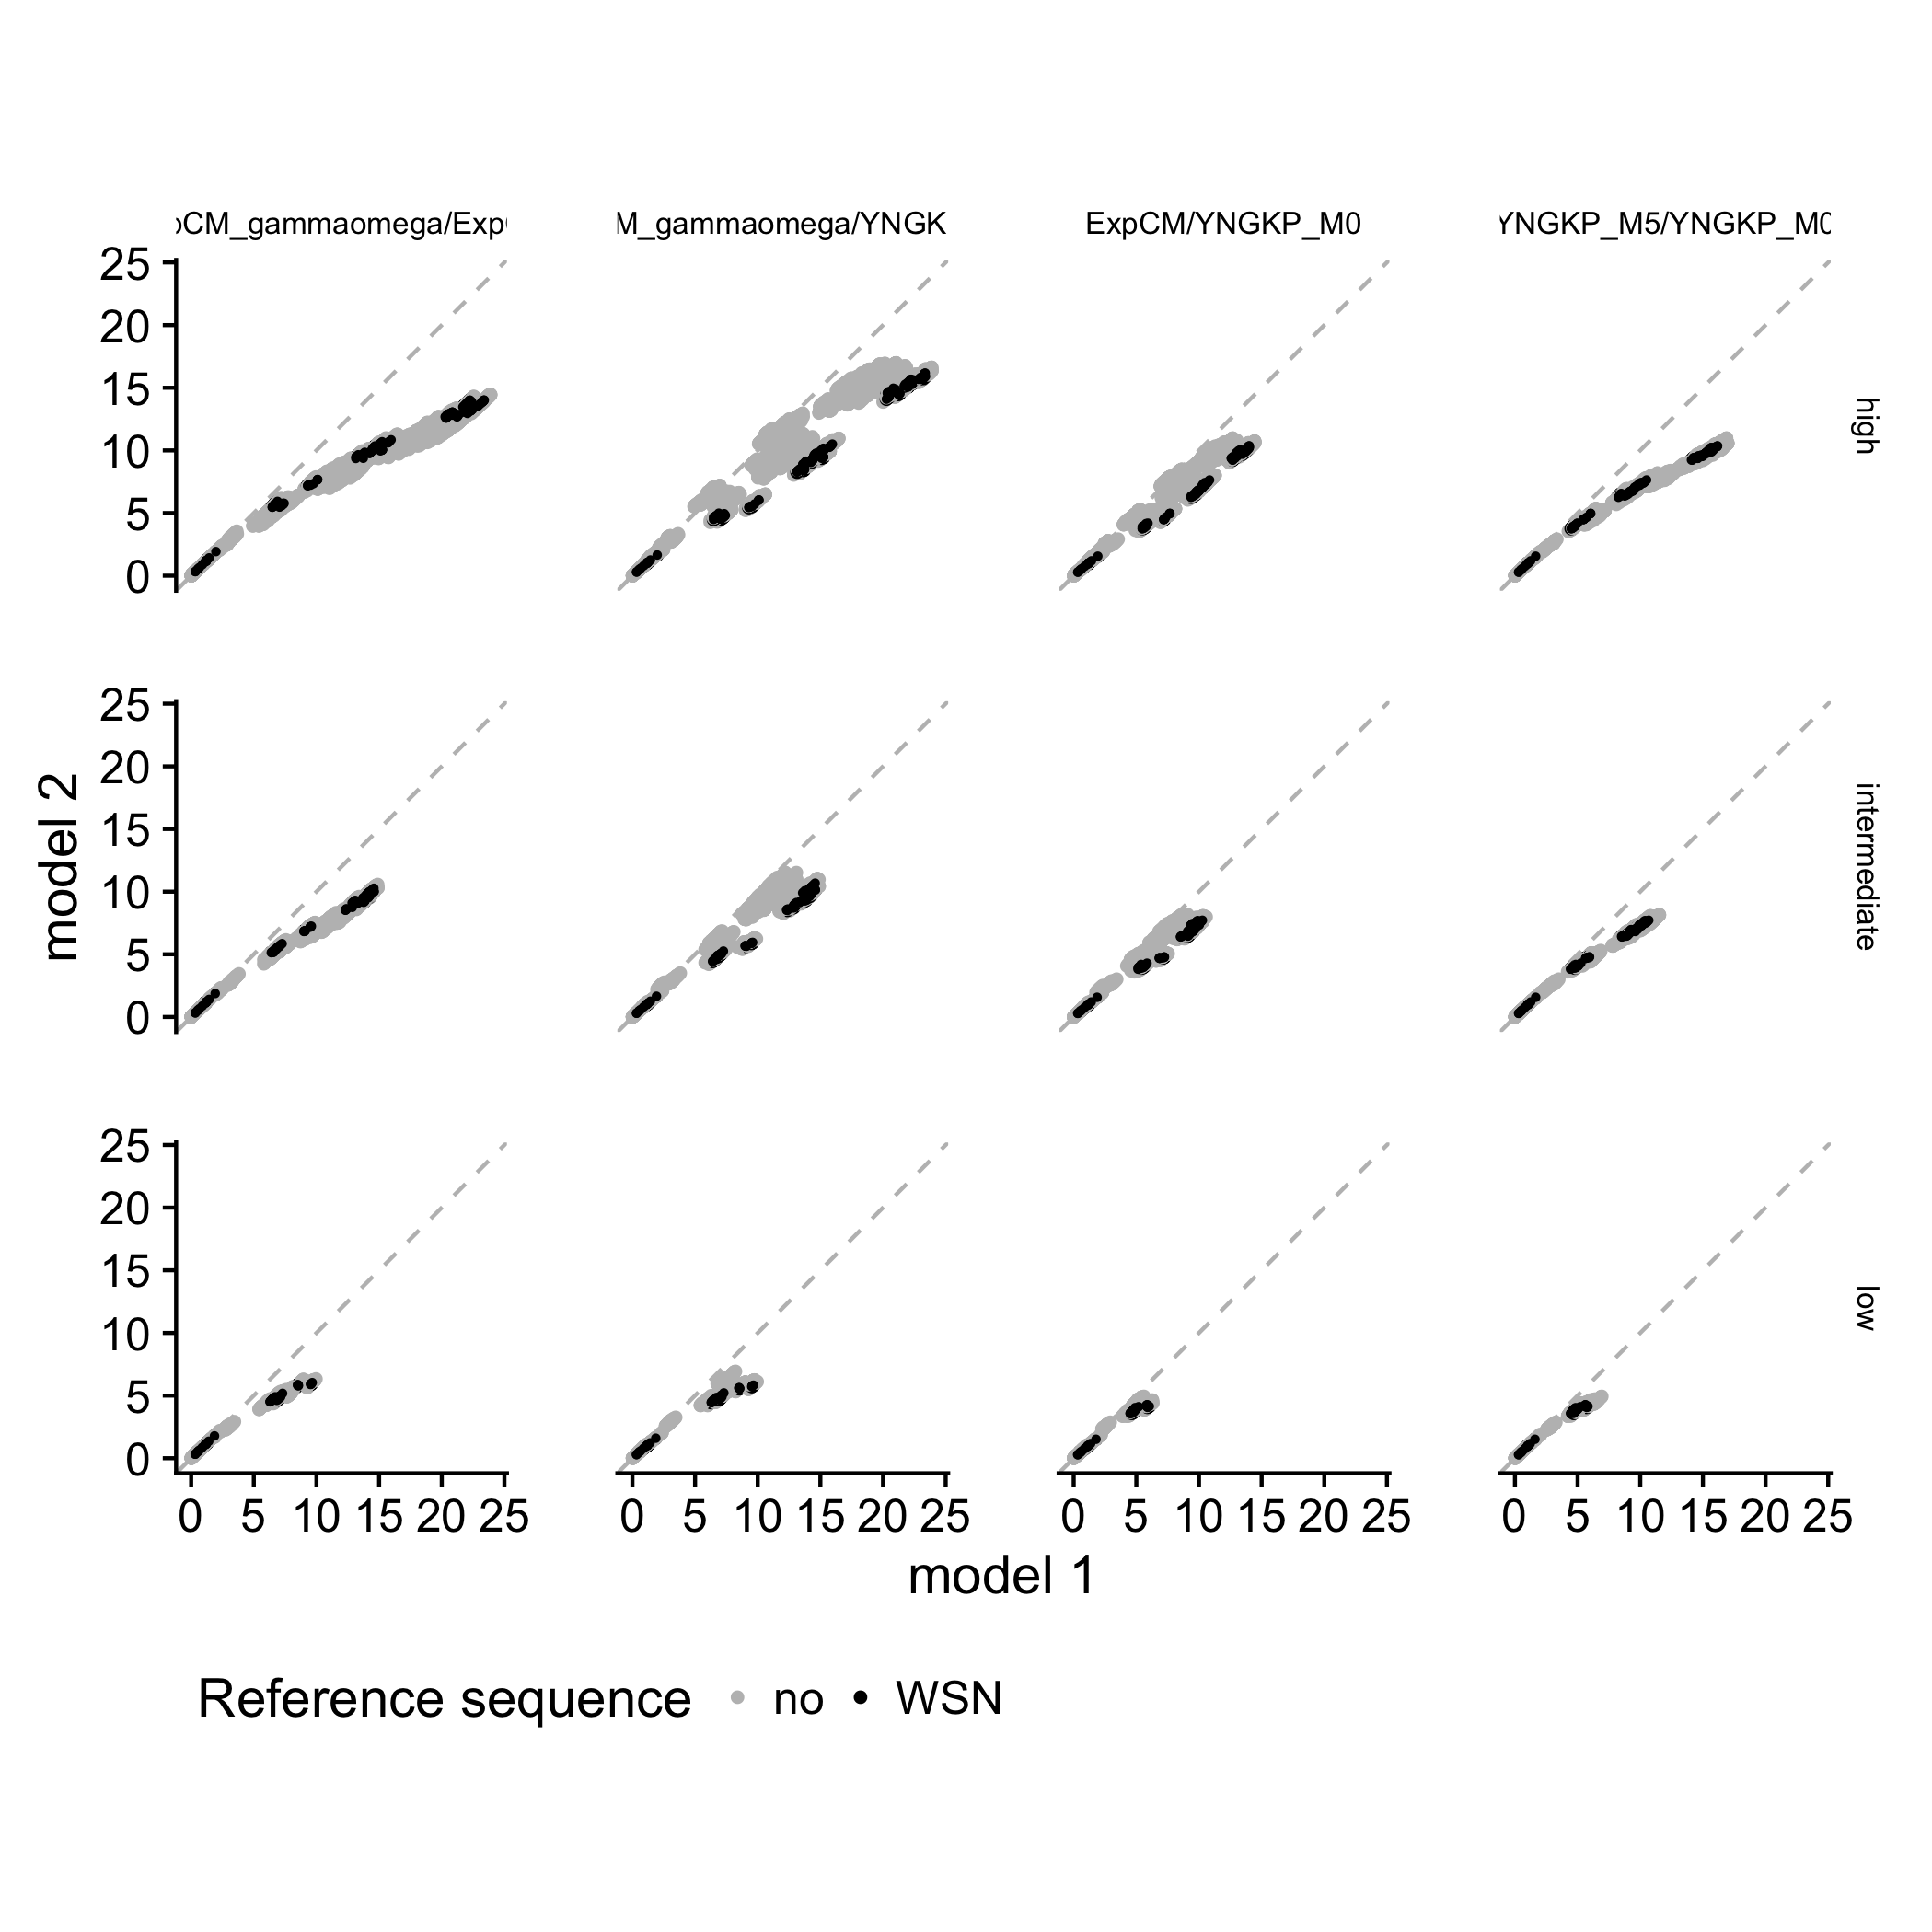 CM_gammaomega/Exp
M_gammaomega/YNGK
ExpCM/YNGKP_M0
YNGKP_M5/YNGKP_M0
25
20
15
10
5
0
high
25
20
15
10
5
0
intermediate
25
20
15
10
5
0
low
model 2
0 5 10 15 20 25
0 5 10 15 20 25
0 5 10 15 20 25
0 5 10 15 20 25
model 1
Reference sequence no WSN